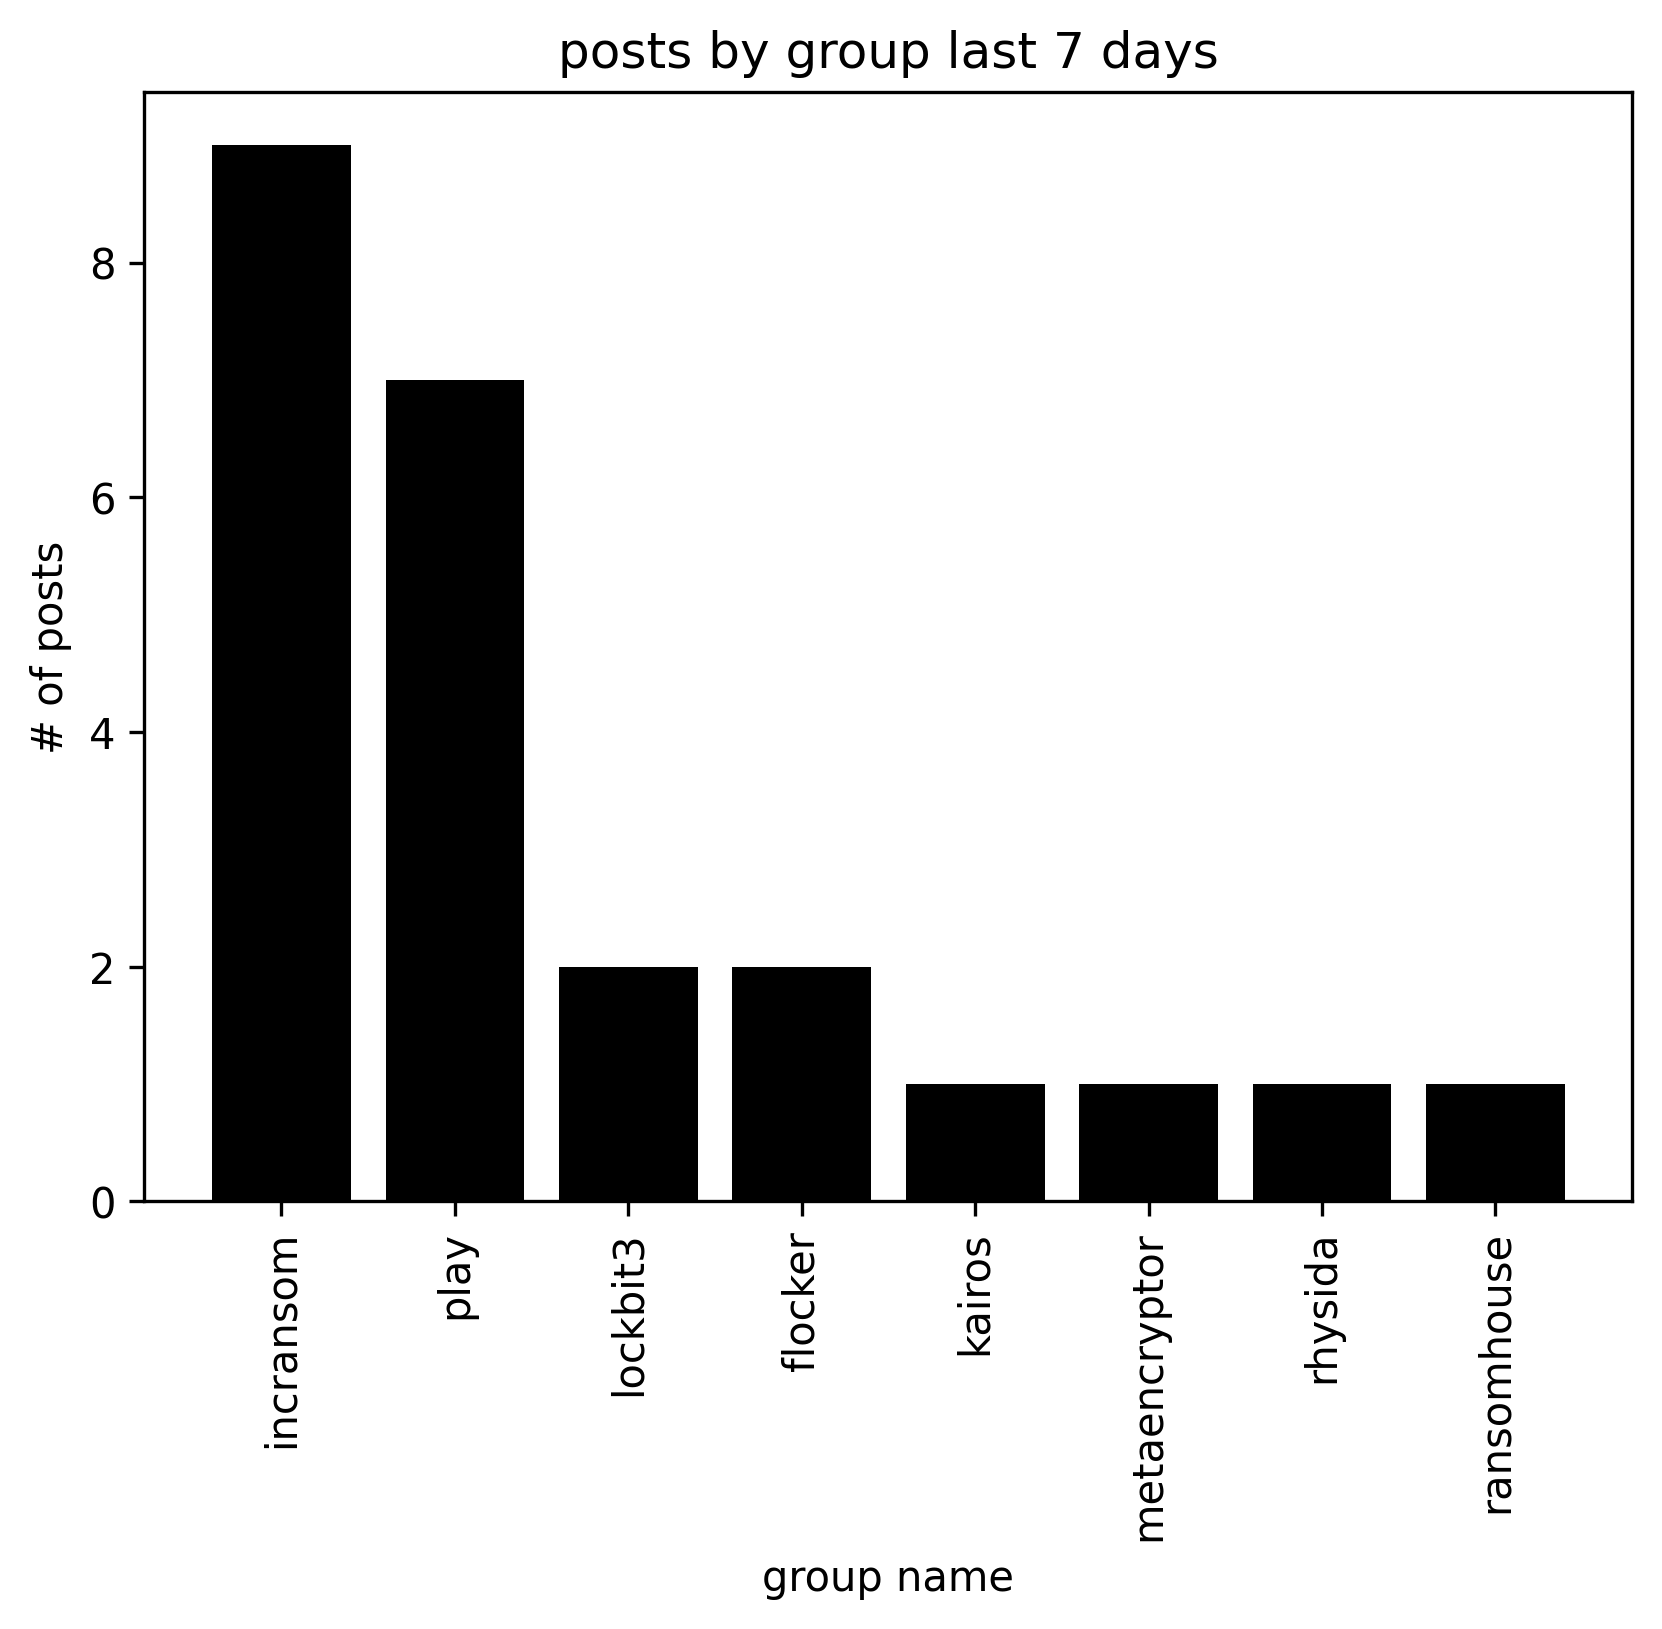 posts by group last 7 days
# of posts
8
6
4
2
0
incransom
play
lockbit3
flocker
kairos
metaencryptor
rhysida
ransomhouse
group name